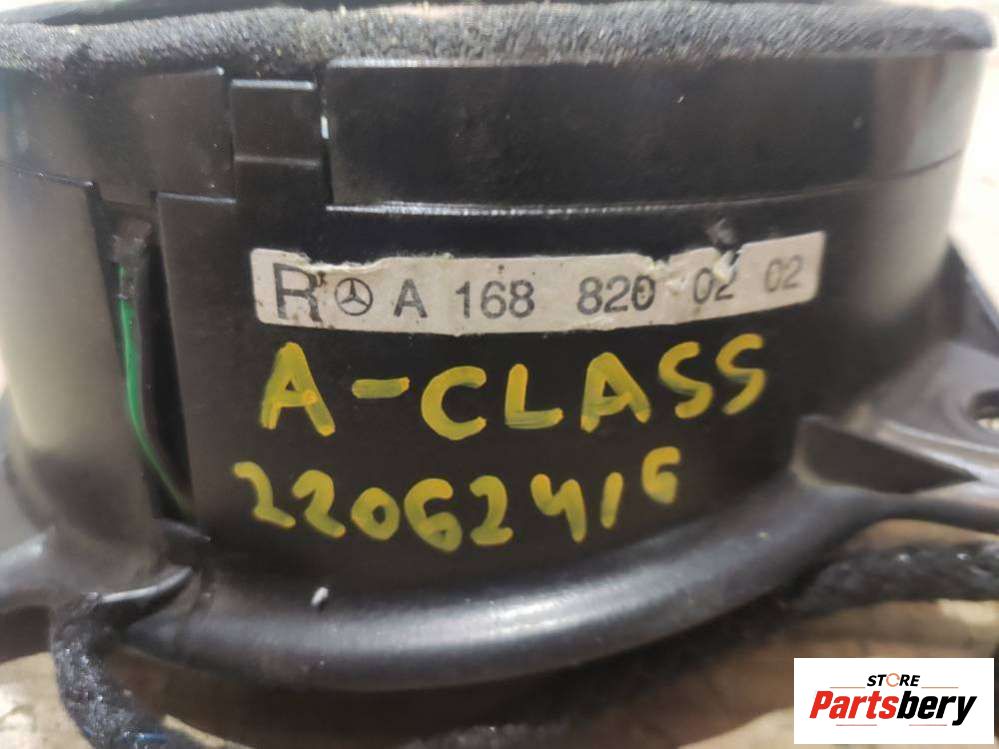 R A 168 820 02 02
A-CLASS
22062416
STORE
Partsbery